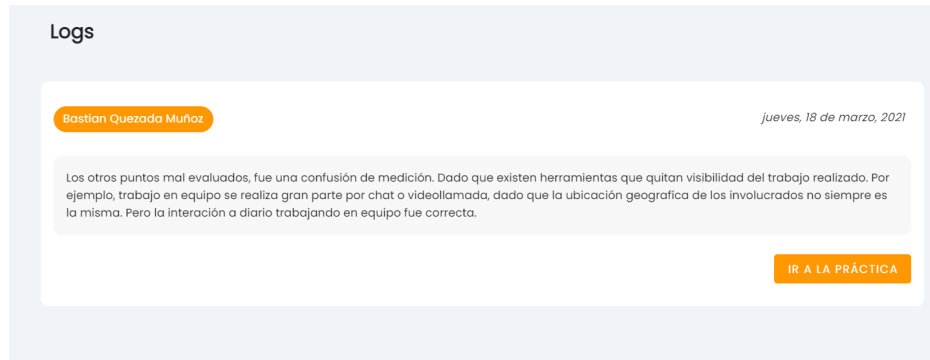 Logs
Bastian Quezada Muñoz
jueves, 18 de marzo, 2021
Los otros puntos mal evaluados, fue una confusión de medición. Dado que existen herramientas que quitan visibilidad del trabajo realizado. Por
ejemplo, trabajo en equipo se realiza gran parte por chat o videollamada, dado que la ubicación geografíca de los involucrados no siempre es
la misma. Pero la interación a diario trabajando en equipo fue correcta.
IR A LA PRÁCTICA